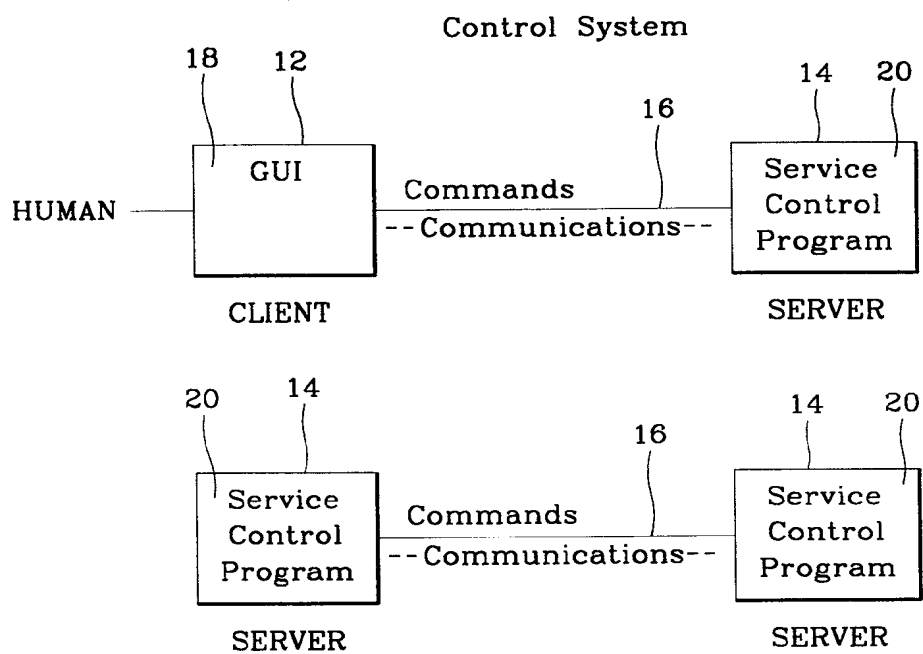 Control System
18
12
16
14
20
HUMAN
GUI
Commands
--Communications--
Service
Control
Program
CLIENT
SERVER
20
14
16
14
20
Service
Control
Program
Commands
--Communications--
Service
Control
Program
SERVER
SERVER